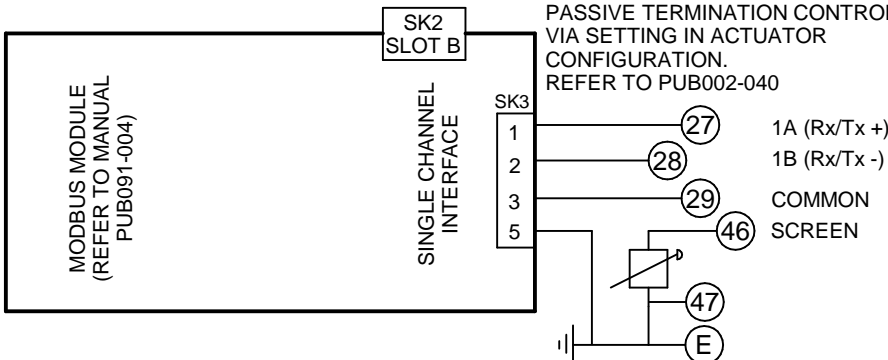 SK2
SLOT B
PASSIVE TERMINATION CONTROL
VIA SETTING IN ACTUATOR
CONFIGURATION.
REFER TO PUB002-040
MODBUS MODULE
(REFER TO MANUAL
PUB091-004)
SINGLE CHANNEL
INTERFACE
SK3
1
27
1A (Rx/Tx +)
2
28
1B (Rx/Tx -)
3
29
COMMON
5
46
SCREEN
47
E